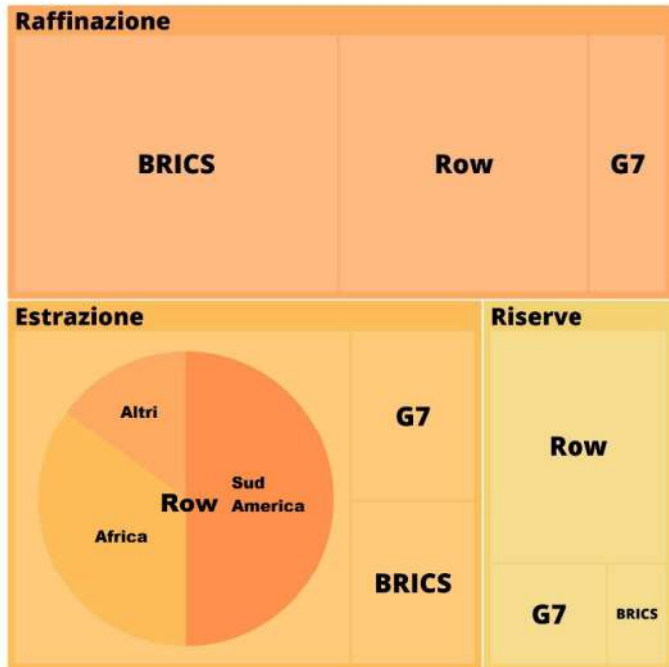 Raffinazione
BRICS
Row
G7
Estrazione
Altri
Row
Sud
America
Africa
G7
BRICS
Riserve
Row
G7
BRICS